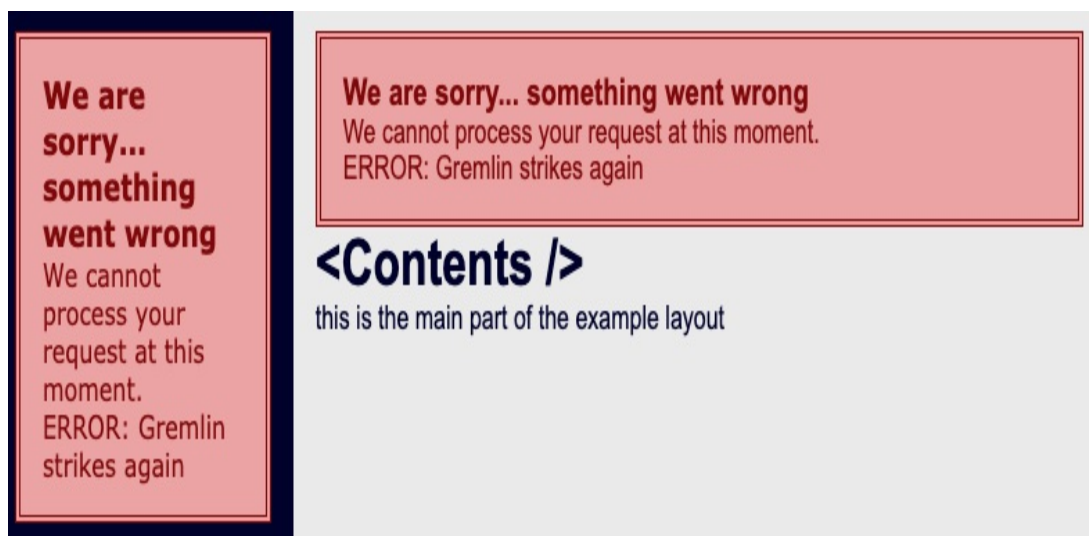 We are
sorry...
something
went wrong
We cannot
process your
request at this
moment.
ERROR: Gremlin
strikes again
We are sorry... something went wrong
We cannot process your request at this moment.
ERROR: Gremlin strikes again
<Contents />
this is the main part of the example layout